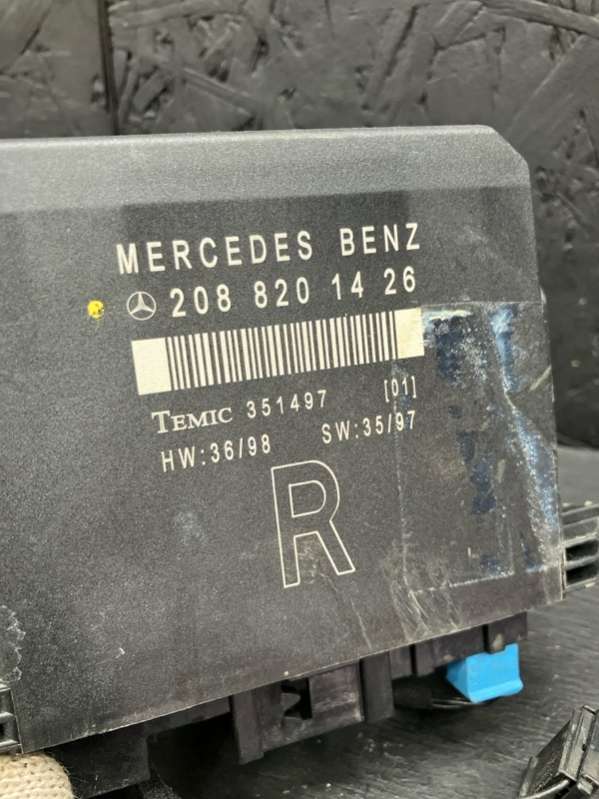 MERCEDES BENZ
208 820 14 26
TEMIC 351497 [01]
HW:36/98 SW:35/97
R